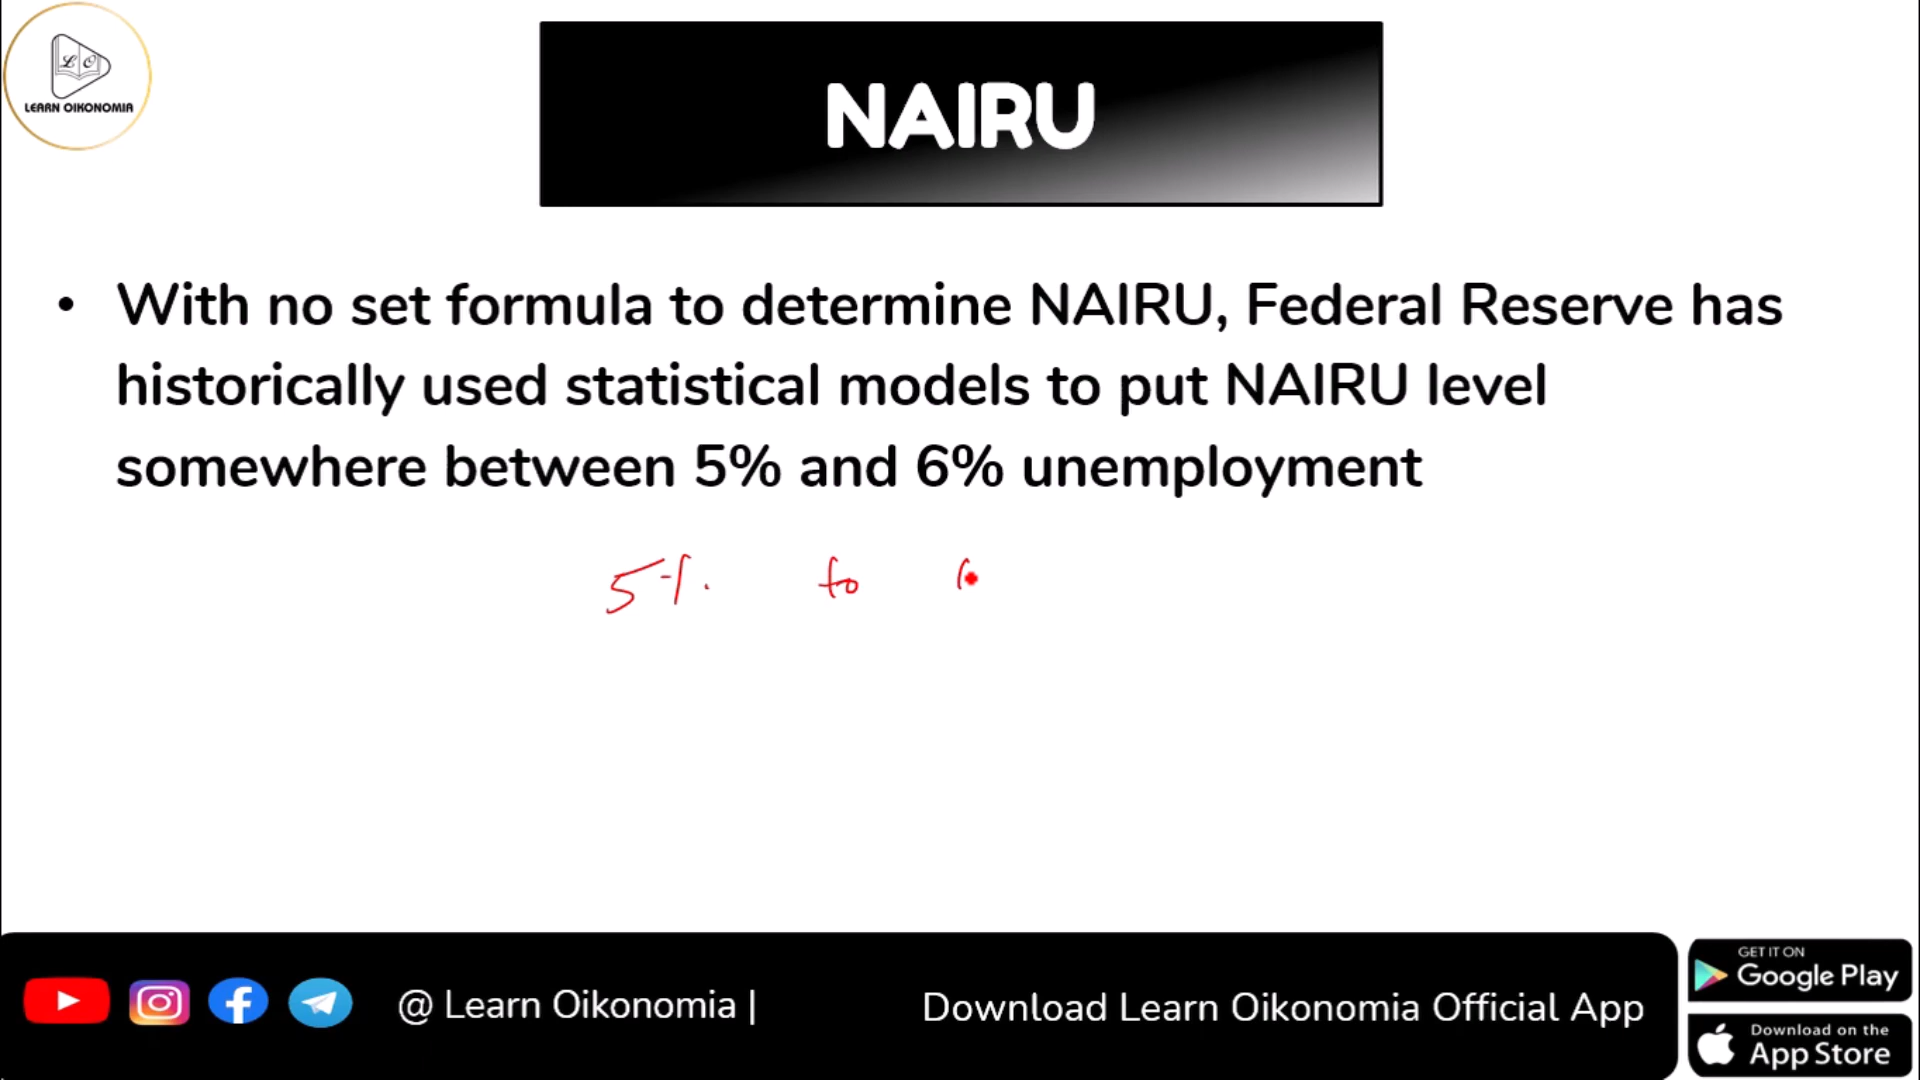 LO
LEARN OIKONOMIA
NAIRU
• With no set formula to determine NAIRU, Federal Reserve has
historically used statistical models to put NAIRU level
somewhere between 5% and 6% unemployment
5%. to
@ Learn Oikonomia |
Download Learn Oikonomia Official App
GET IT ON
Google Play
Download on the
App Store